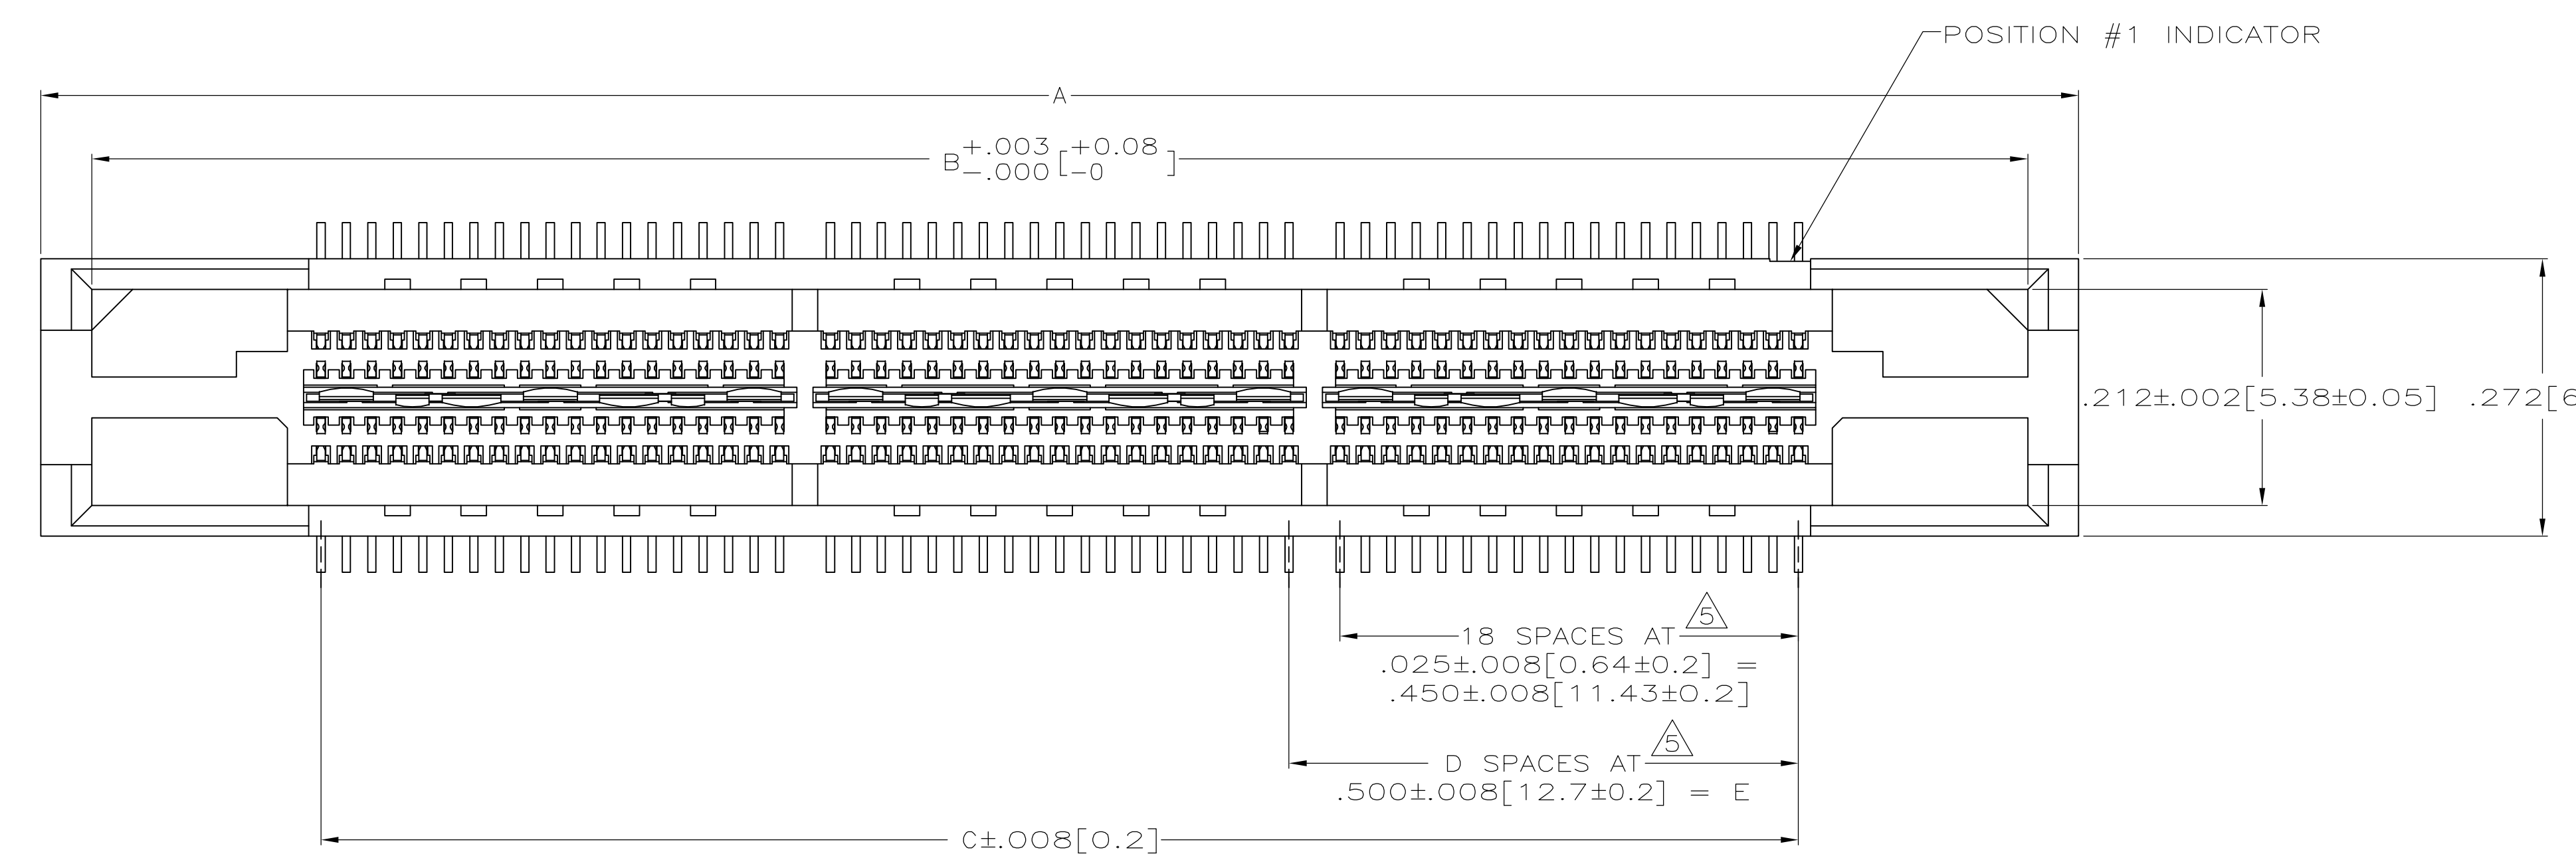 POSITION #1 INDICATOR
A
B +.003 -.000 [+0.08 -0]
.212±.002[5.38±0.05] .272[6
5
18 SPACES AT
.025±.008[0.64±0.2] =
.450±.008[11.43±0.2]
5
D SPACES AT
.500±.008[12.7±0.2] = E
C±.008[0.2]